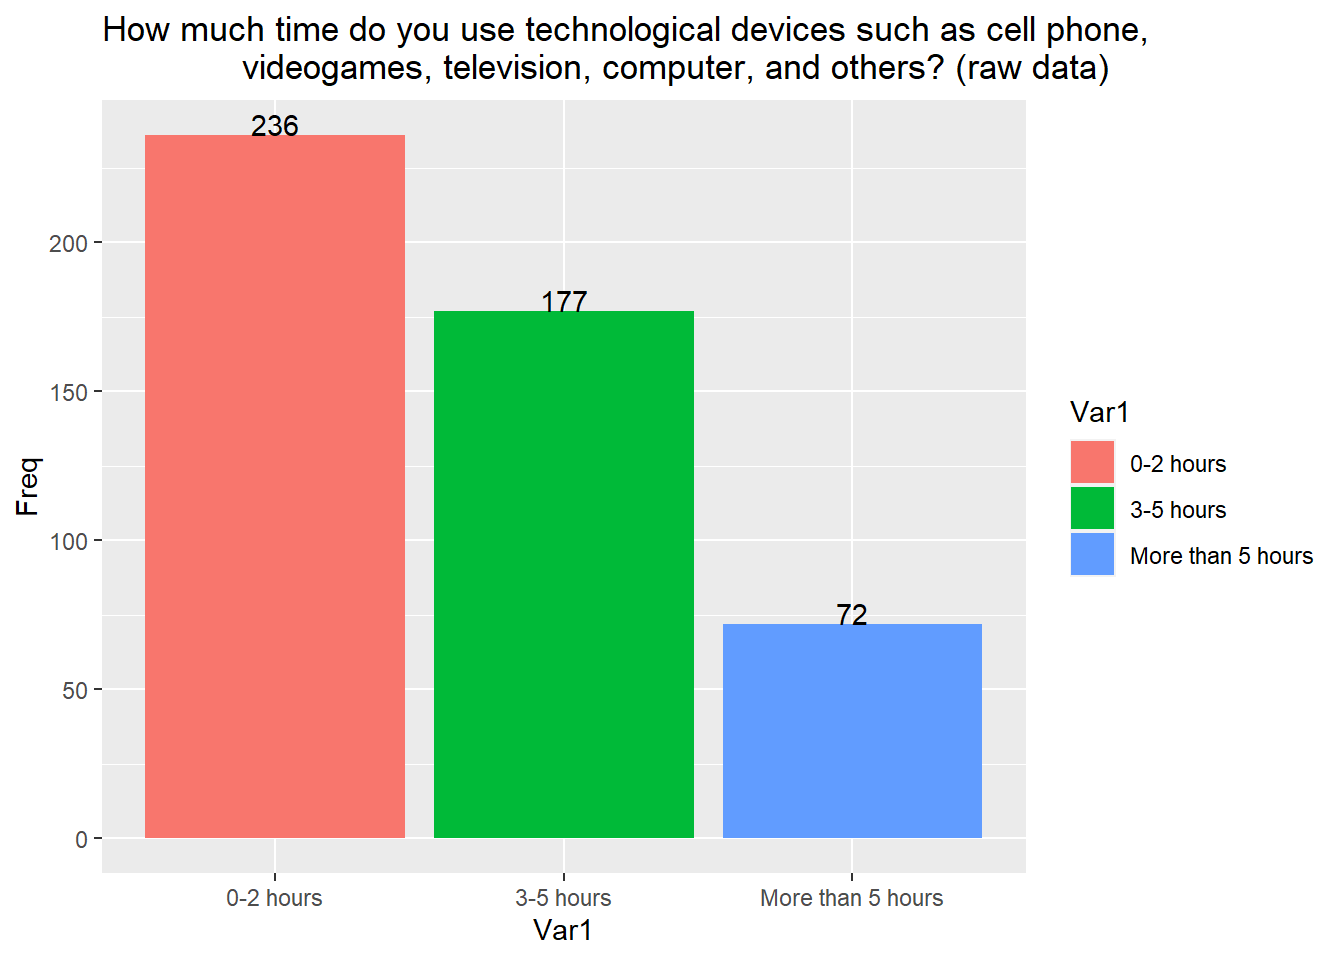 How much time do you use technological devices such as cell phone,
videogames, television, computer, and others? (raw data)
236
177
72
200
150
100
50
0
Freq
0-2 hours
3-5 hours
More than 5 hours
Var1
Var1
0-2 hours
3-5 hours
More than 5 hours